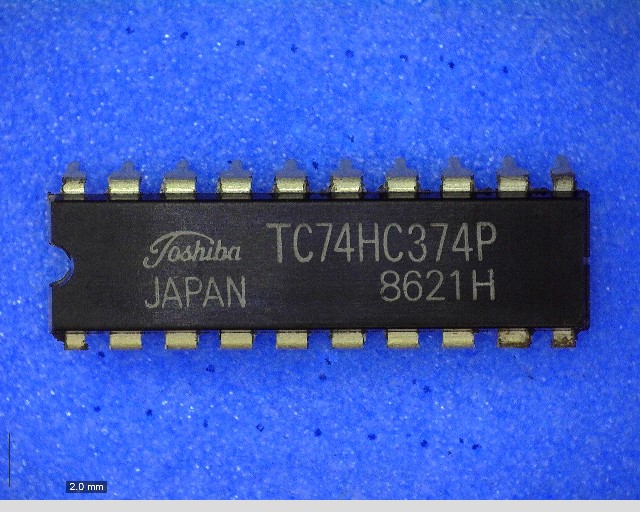 Toshiba TC74HC374P
JAPAN 8621H
2.0 mm